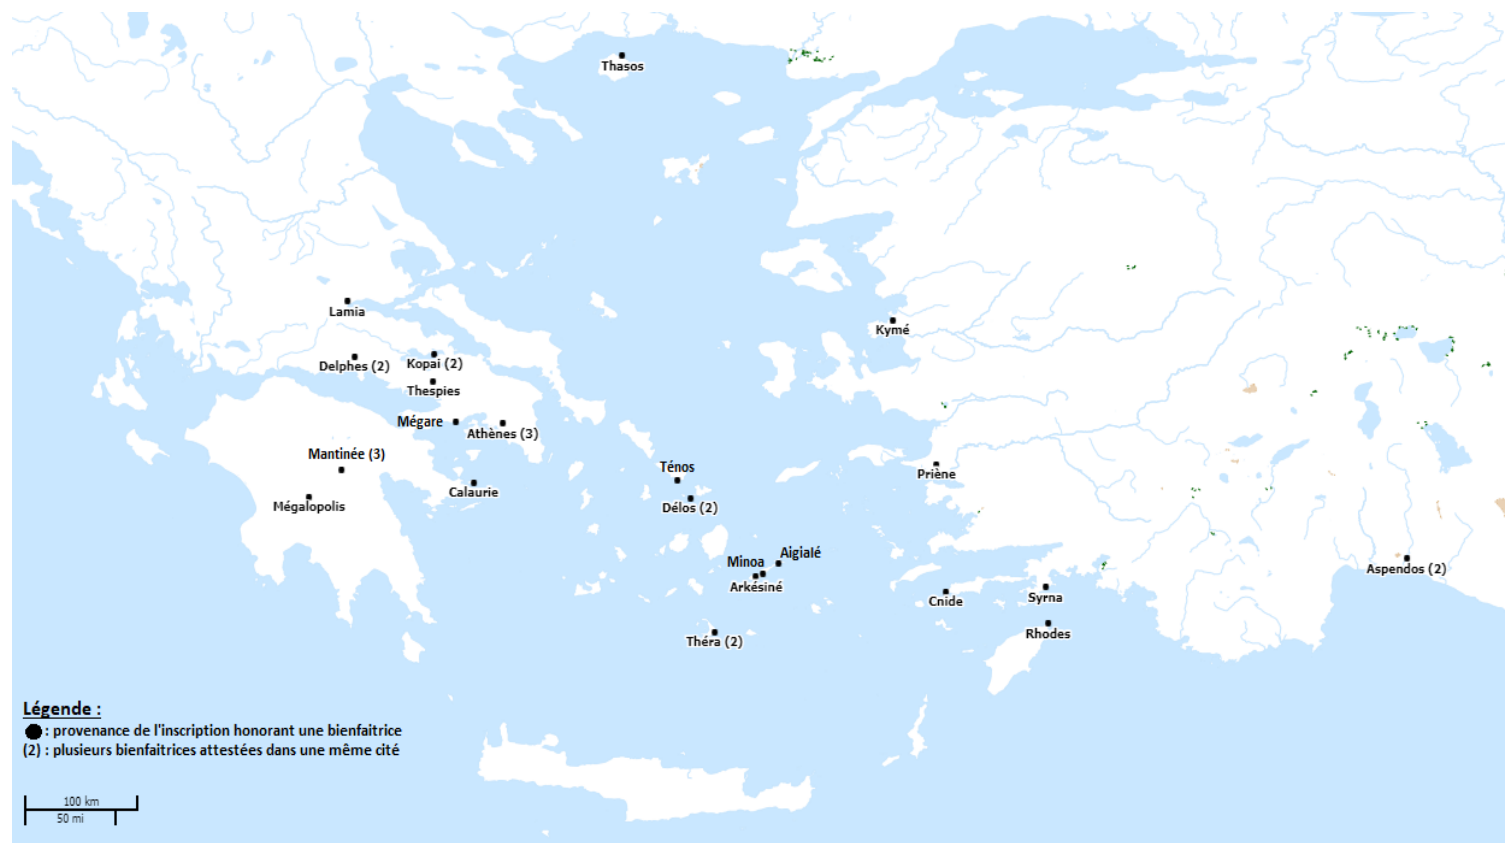 Thasos
Lamia
Kymé
Delphes (2)
Kopai (2)
Thespies
Mégare
Athènes (3)
Mantinée (3)
Ténos
Priène
Calaurie
Mégalopolis
Délos (2)
Minoa
Aigialé
Arkésiné
Aspendos (2)
Cnide
Syrna
Rhodes
Théra (2)
Légende :
: provenance de l'inscription honorant une bienfaitrice
(2) : plusieurs bienfaitrices attestées dans une même cité
100 km
50 mi